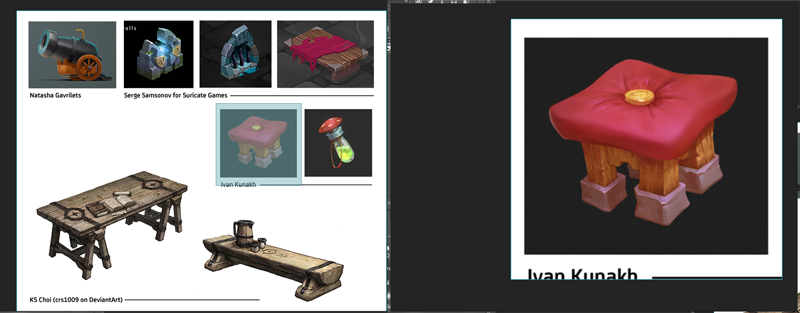 alls
Natasha Gavrilets
Serge Samsonov for Suricate Games
Ivan Kunakh
KS Choi (crs1009 on DeviantArt)
Ivan Kunakh